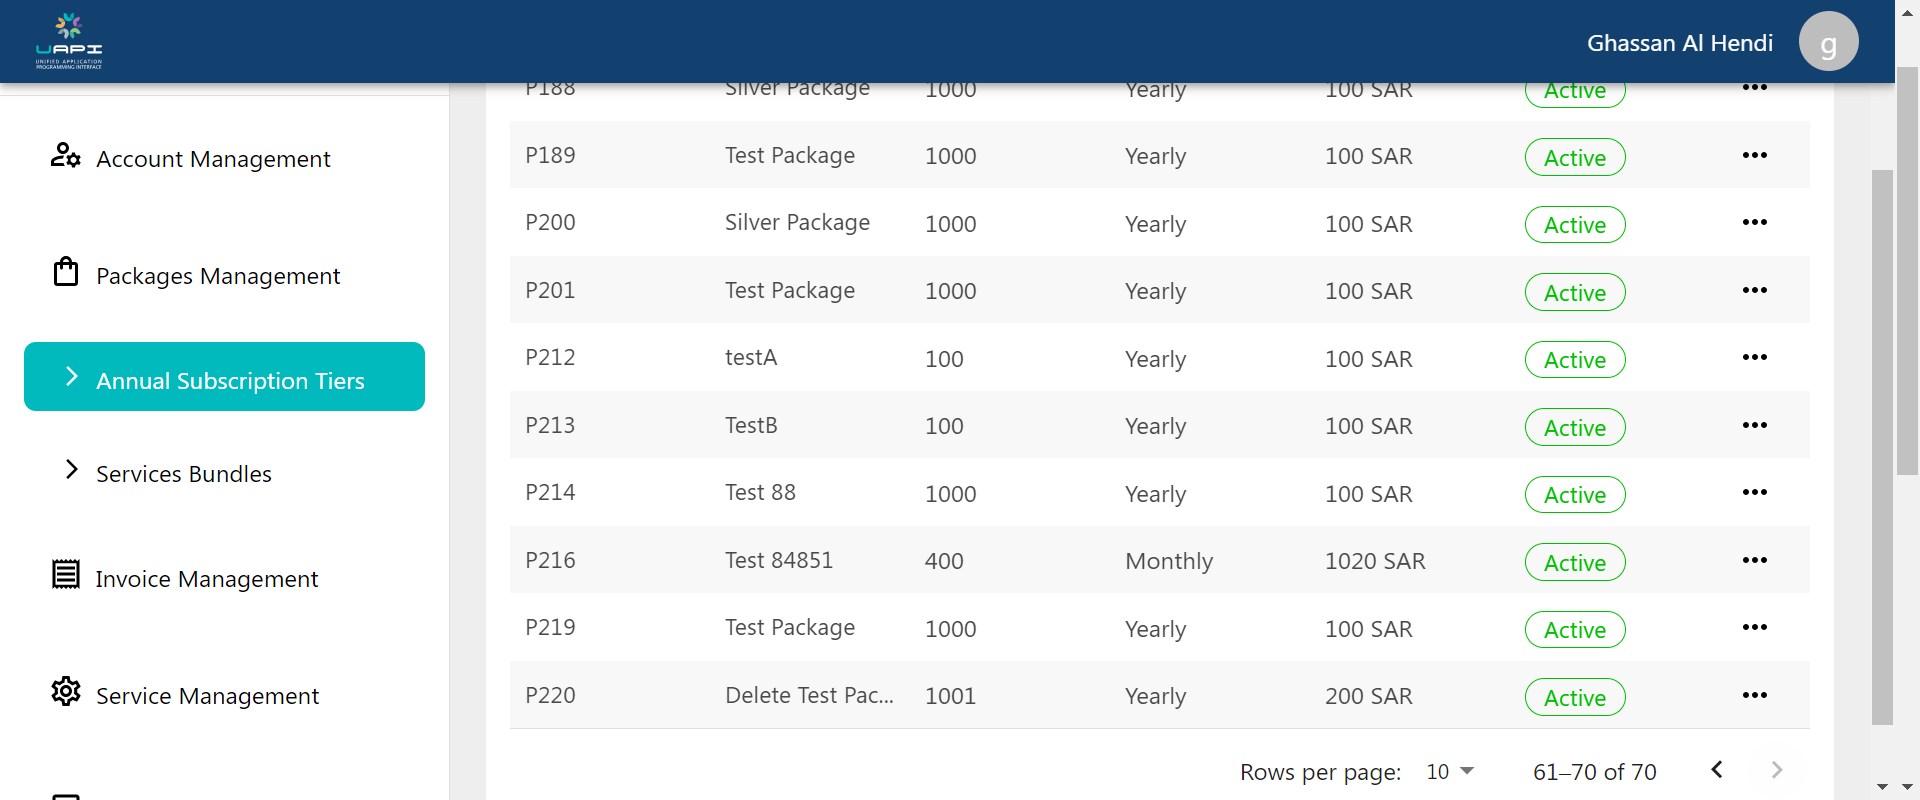 UAPI
UNIFIED APPLICATION
PROGRAMMING INTERFACE
Ghassan Al Hendi
g
Account Management
Packages Management
Annual Subscription Tiers
Services Bundles
Invoice Management
Service Management
P188 Silver Package 1000 Yearly 100 SAR Active
P189 Test Package 1000 Yearly 100 SAR Active
P200 Silver Package 1000 Yearly 100 SAR Active
P201 Test Package 1000 Yearly 100 SAR Active
P212 testA 100 Yearly 100 SAR Active
P213 TestB 100 Yearly 100 SAR Active
P214 Test 88 1000 Yearly 100 SAR Active
P216 Test 84851 400 Monthly 1020 SAR Active
P219 Test Package 1000 Yearly 100 SAR Active
P220 Delete Test Pac... 1001 Yearly 200 SAR Active
Rows per page: 10 61–70 of 70